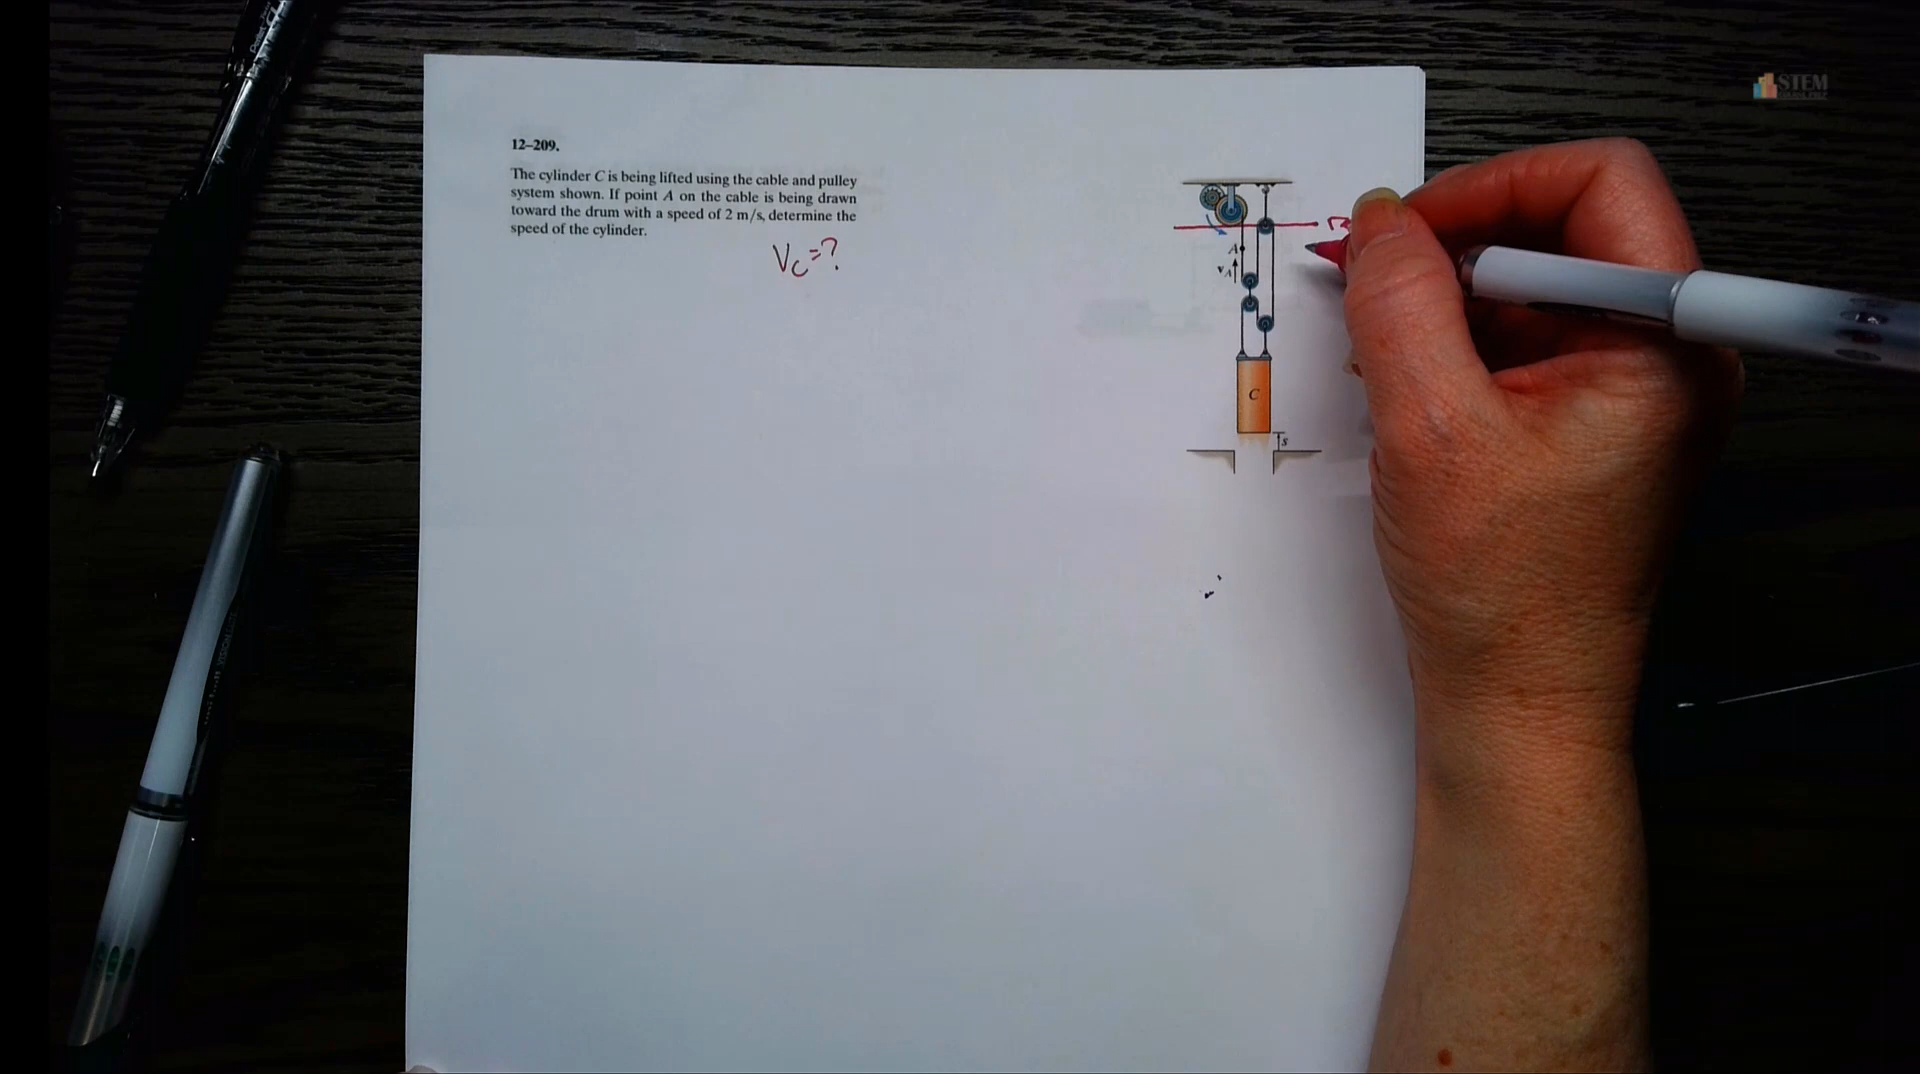 STEM
12–209.
The cylinder C is being lifted using the cable and pulley
system shown. If point A on the cable is being drawn
toward the drum with a speed of 2 m/s, determine the
speed of the cylinder.
Vc=?
A
vA
C
s